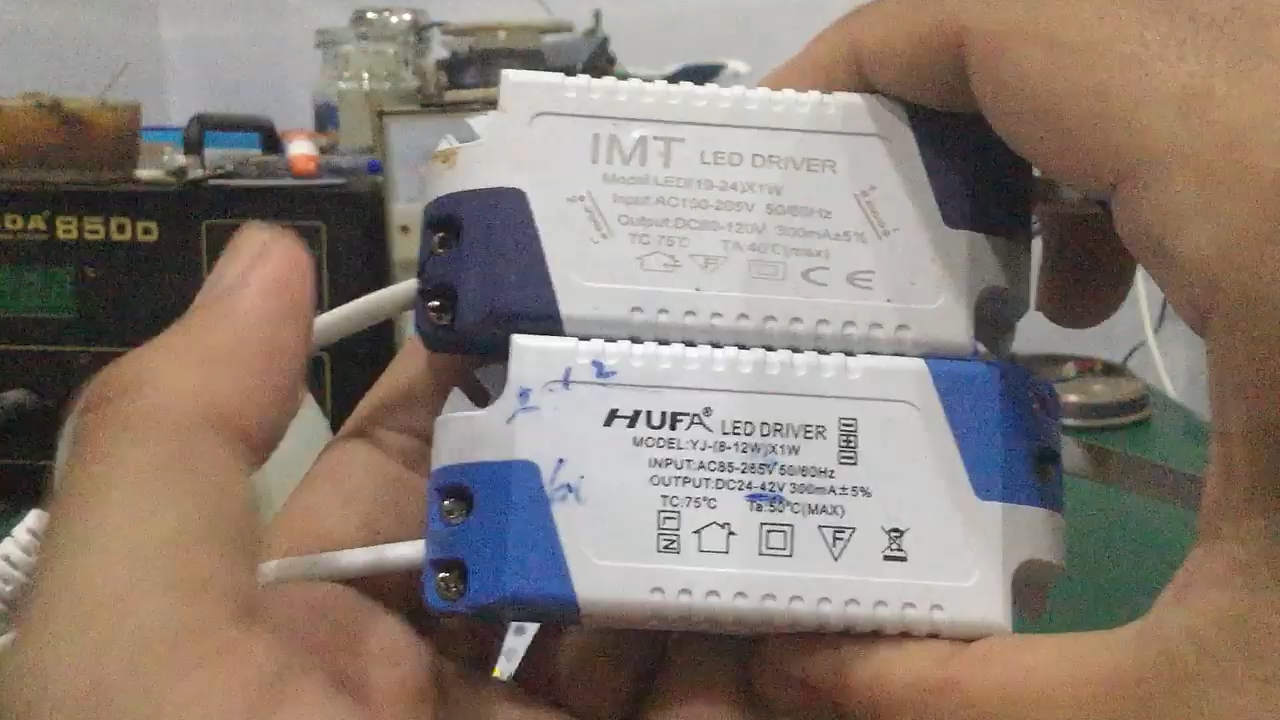 850D
IMT LED DRIVER
Model:LED(19-24)X1W
Input:AC100-265V 50/60Hz
Output:DC60-120V 300mA±5%
TC:75℃ TA:40℃(max)
F
CE
HUFA® LED DRIVER
MODEL:YJ-(8-12W)X1W
INPUT:AC85-265V 50/60Hz
OUTPUT:DC24-42V 300mA±5%
TC:75℃ Ta:50℃(MAX)
L
N
F